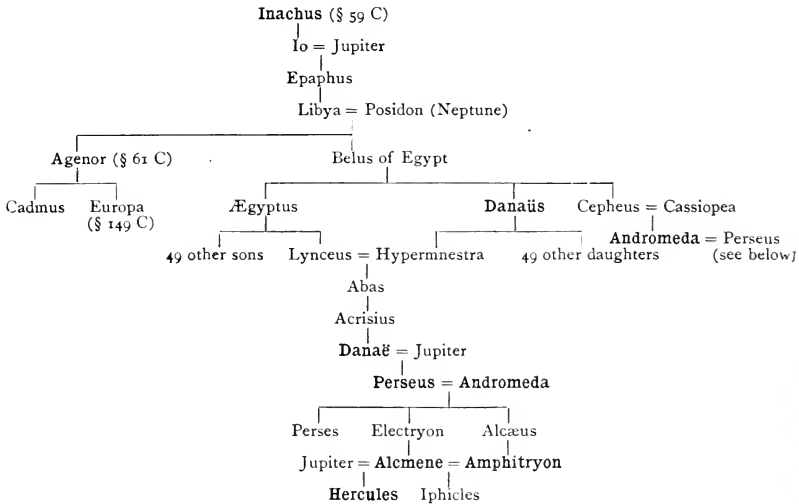 Inachus (§ 59 C)
Io = Jupiter
Epaphus
Libya = Posidon (Neptune)
Agenor (§ 61 C) Belus of Egypt
Cadmus Europa Ægyptus Danaüs Cepheus = Cassiopea
(§ 149 C)
Andromeda = Perseus
49 other sons Lynceus = Hypermnestra 49 other daughters (see below]
Abas
Acrisius
Danaë = Jupiter
Perseus = Andromeda
Perses Electryon Alcæus
Jupiter = Alcmene = Amphitryon
Hercules Iphicles